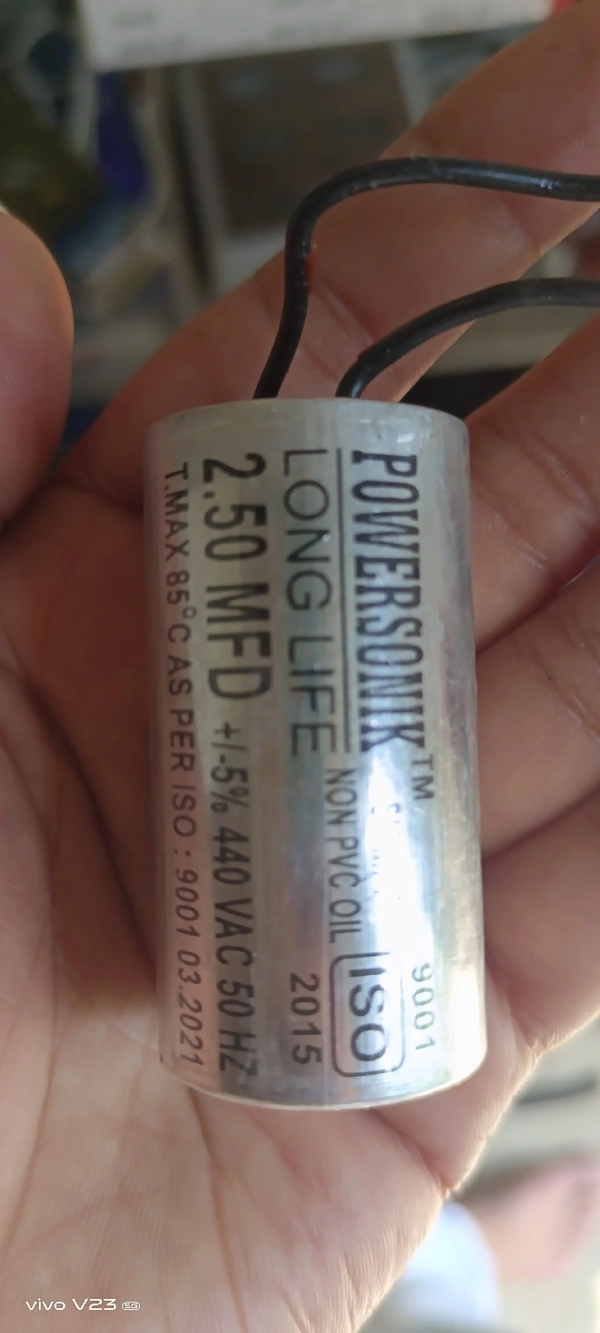 POWERSONIK™
LONG LIFE
NON PVC OIL
ISO
9001
2015
2.50 MFD +/-5% 440 VAC 50 HZ
T.MAX 85°C AS PER ISO : 9001 03.2021
vivo V23 5G